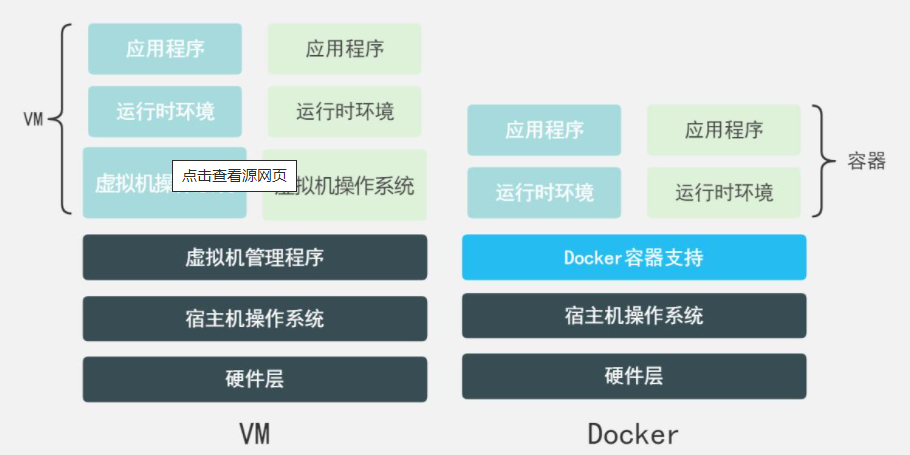 VM
应用程序
应用程序
运行时环境
运行时环境
虚拟机操
点击查看源网页
虚拟机操作系统
虚拟机管理程序
宿主机操作系统
硬件层
VM
应用程序
应用程序
容器
运行时环境
运行时环境
Docker容器支持
宿主机操作系统
硬件层
Docker